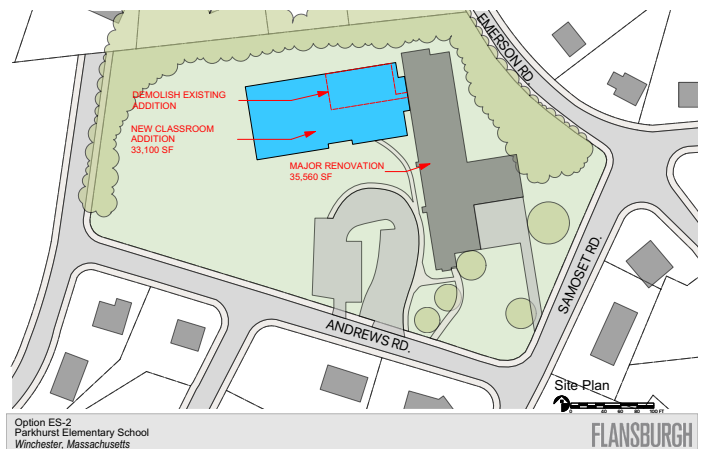 EMERSON RD.
DEMOLISH EXISTING
ADDITION
NEW CLASSROOM
ADDITION
33,100 SF
MAJOR RENOVATION
35,560 SF
SAMOSET RD.
ANDREWS RD.
Site Plan
0 40 60 80 100 FT
Option ES-2
Parkhurst Elementary School
Winchester, Massachusetts
FLANSBURGH